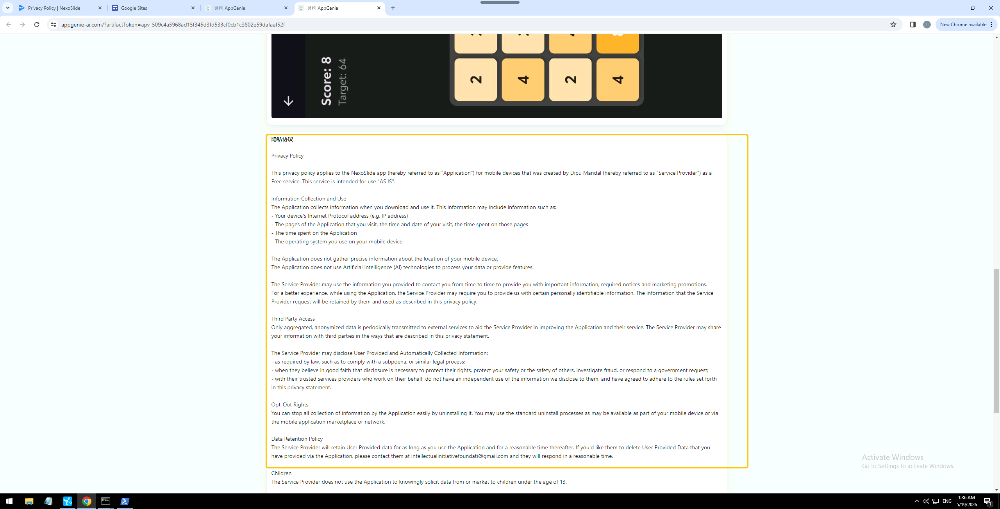 Privacy Policy | NexoSlide
Google Sites
灵构 AppGenie
灵构 AppGenie
appgenie-ai.com/?artifactToken=apv_509c4a5968ad15f345d3fd533cf0cb1c3802e59dafaaf52f
I
New Chrome available
Score: 8
Target: 64
8
2
4
2
4
隐私协议
Privacy Policy
This privacy policy applies to the NexoSlide app (hereby referred to as "Application") for mobile devices that was created by Dipu Mandal (hereby referred to as "Service Provider") as a
Free service. This service is intended for use "AS IS".
Information Collection and Use
The Application collects information when you download and use it. This information may include information such as:
- Your device's Internet Protocol address (e.g. IP address)
- The pages of the Application that you visit, the time and date of your visit, the time spent on those pages
- The time spent on the Application
- The operating system you use on your mobile device
The Application does not gather precise information about the location of your mobile device.
The Application does not use Artificial Intelligence (AI) technologies to process your data or provide features.
The Service Provider may use the information you provided to contact you from time to time to provide you with important information, required notices and marketing promotions.
For a better experience, while using the Application, the Service Provider may require you to provide us with certain personally identifiable information. The information that the Service
Provider request will be retained by them and used as described in this privacy policy.
Third Party Access
Only aggregated, anonymized data is periodically transmitted to external services to aid the Service Provider in improving the Application and their service. The Service Provider may share
your information with third parties in the ways that are described in this privacy statement.
The Service Provider may disclose User Provided and Automatically Collected Information:
- as required by law, such as to comply with a subpoena, or similar legal process;
- when they believe in good faith that disclosure is necessary to protect their rights, protect your safety or the safety of others, investigate fraud, or respond to a government request;
- with their trusted services providers who work on their behalf, do not have an independent use of the information we disclose to them, and have agreed to adhere to the rules set forth
in this privacy statement.
Opt-Out Rights
You can stop all collection of information by the Application easily by uninstalling it. You may use the standard uninstall processes as may be available as part of your mobile device or via
the mobile application marketplace or network.
Data Retention Policy
The Service Provider will retain User Provided data for as long as you use the Application and for a reasonable time thereafter. If you'd like them to delete User Provided Data that you
have provided via the Application, please contact them at intellectualinitiativefoundati@gmail.com and they will respond in a reasonable time.
Children
The Service Provider does not use the Application to knowingly solicit data from or market to children under the age of 13.
Activate Windows
Go to Settings to activate Windows.
ENG
1:36 AM
5/19/2026
1